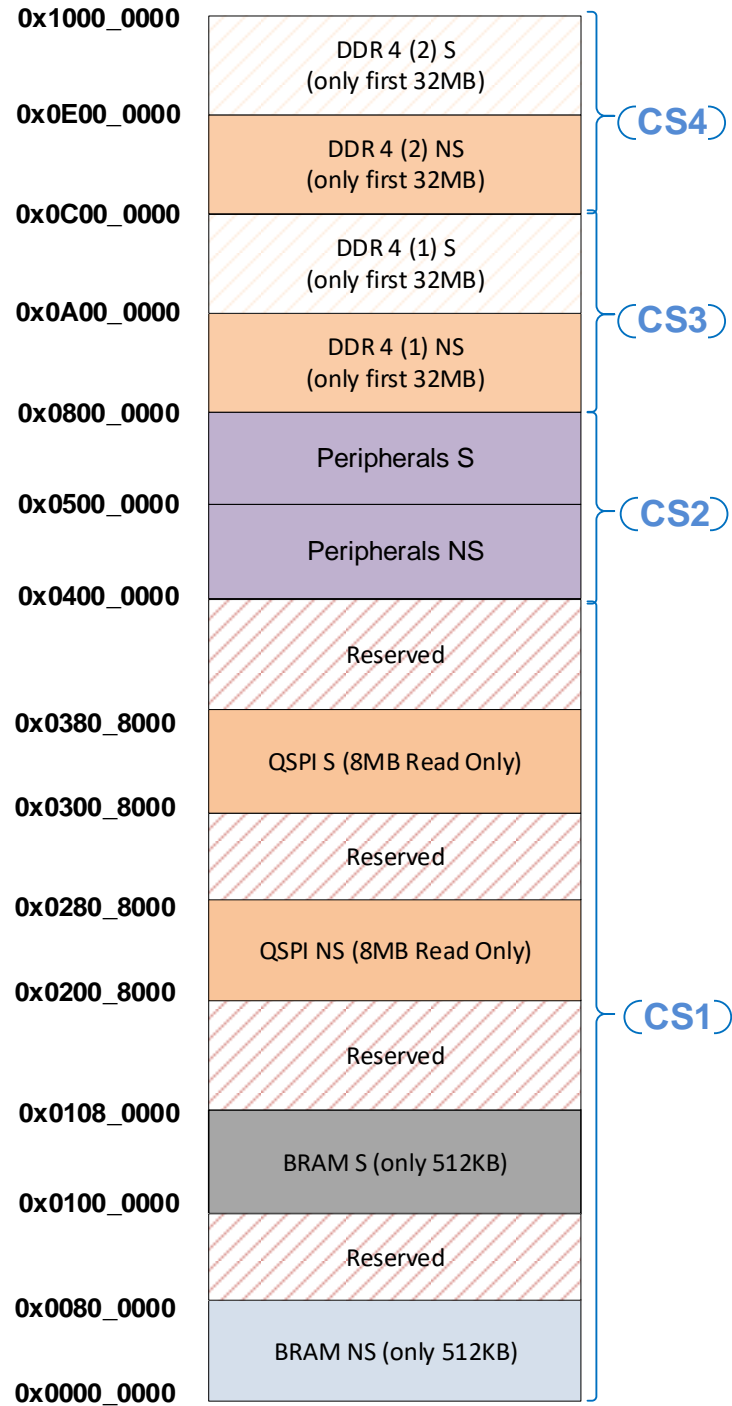 0x1000_0000
DDR 4 (2) S
(only first 32MB)
0x0E00_0000
CS4
DDR 4 (2) NS
(only first 32MB)
0x0C00_0000
DDR 4 (1) S
(only first 32MB)
0x0A00_0000
CS3
DDR 4 (1) NS
(only first 32MB)
0x0800_0000
Peripherals S
0x0500_0000
CS2
Peripherals NS
0x0400_0000
Reserved
0x0380_8000
QSPI S (8MB Read Only)
0x0300_8000
Reserved
0x0280_8000
QSPI NS (8MB Read Only)
0x0200_8000
CS1
Reserved
0x0108_0000
BRAM S (only 512KB)
0x0100_0000
Reserved
0x0080_0000
BRAM NS (only 512KB)
0x0000_0000